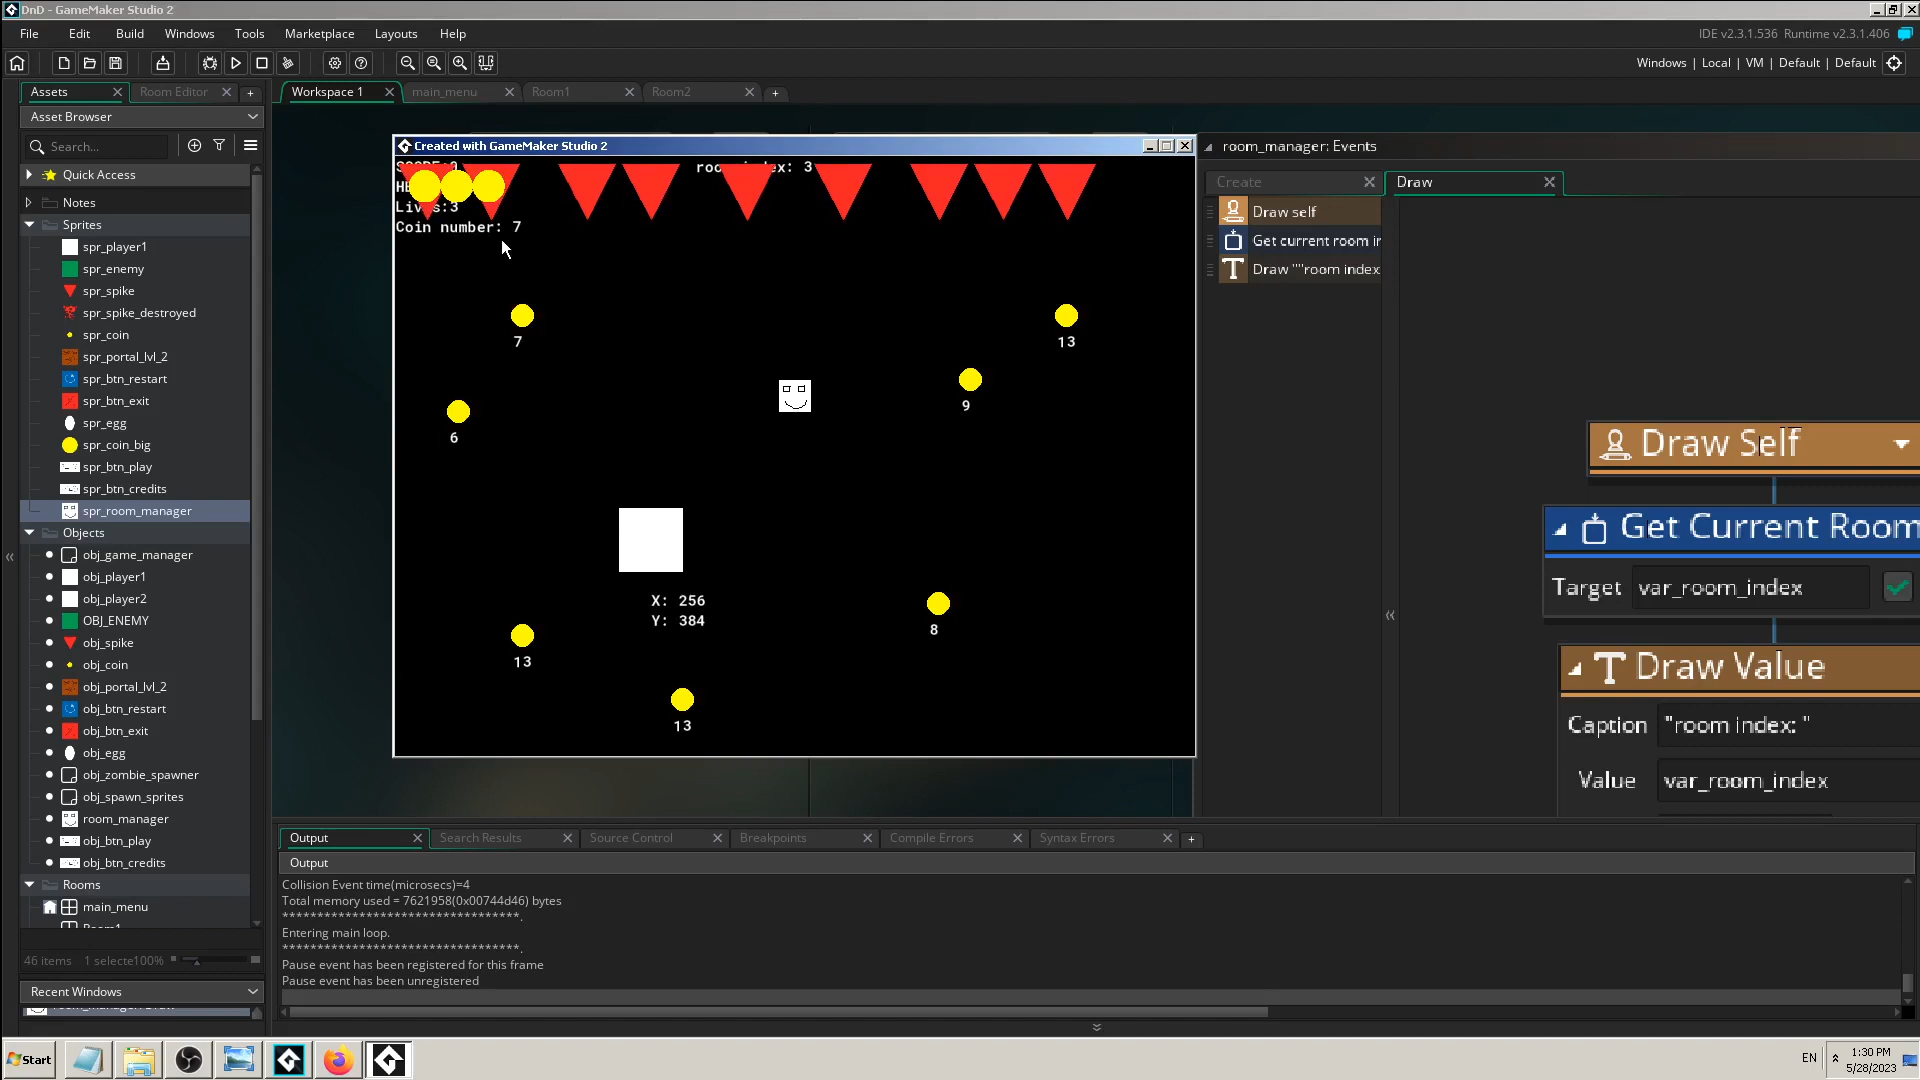 DnD - GameMaker Studio 2
File Edit Build Windows Tools Marketplace Layouts Help
IDE v2.3.1.536 Runtime v2.3.1.406
Windows | Local | VM | Default | Default
Assets Room Editor
Workspace 1 main_menu Room1 Room2
Asset Browser
Search...
Quick Access
Notes
Sprites
spr_player1
spr_enemy
spr_spike
spr_spike_destroyed
spr_coin
spr_portal_lvl_2
spr_btn_restart
spr_btn_exit
spr_egg
spr_coin_big
spr_btn_play
spr_btn_credits
spr_room_manager
Objects
obj_game_manager
obj_player1
obj_player2
OBJ_ENEMY
obj_spike
obj_coin
obj_portal_lvl_2
obj_btn_restart
obj_btn_exit
obj_egg
obj_zombie_spawner
obj_spawn_sprites
room_manager
obj_btn_play
obj_btn_credits
Rooms
main_menu
46 items 1 selecte100%
Recent Windows
Created with GameMaker Studio 2
3
Coin number: 7
7
13
9
6
X: 256
Y: 384
8
13
13
room_manager: Events
Create Draw
Draw self
Get current room in
Draw ""room index
Draw Self
Get Current Room
Target var_room_index
Draw Value
Caption "room index: "
Value var_room_index
Output Search Results Source Control Breakpoints Compile Errors Syntax Errors
Output
Collision Event time(microsecs)=4
Total memory used = 7621958(0x00744d46) bytes
**********************************.
Entering main loop.
**********************************.
Pause event has been registered for this frame
Pause event has been unregistered
Start
EN
1:30 PM
5/28/2023